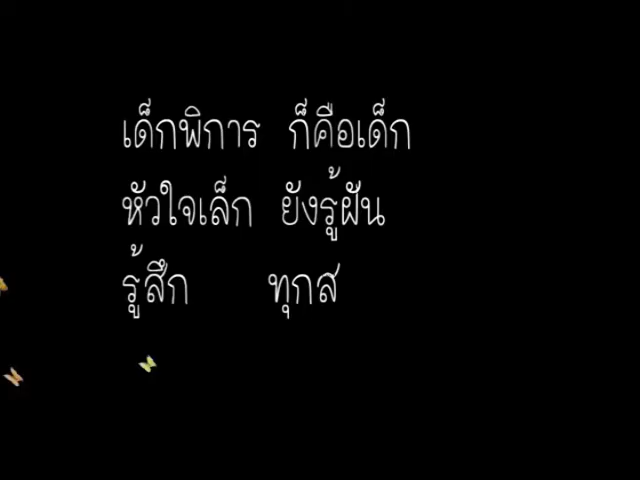 เด็กพิการ ก็คือเด็ก
หัวใจเล็ก ยังรู้ฝัน
รู้สึก ทุกส